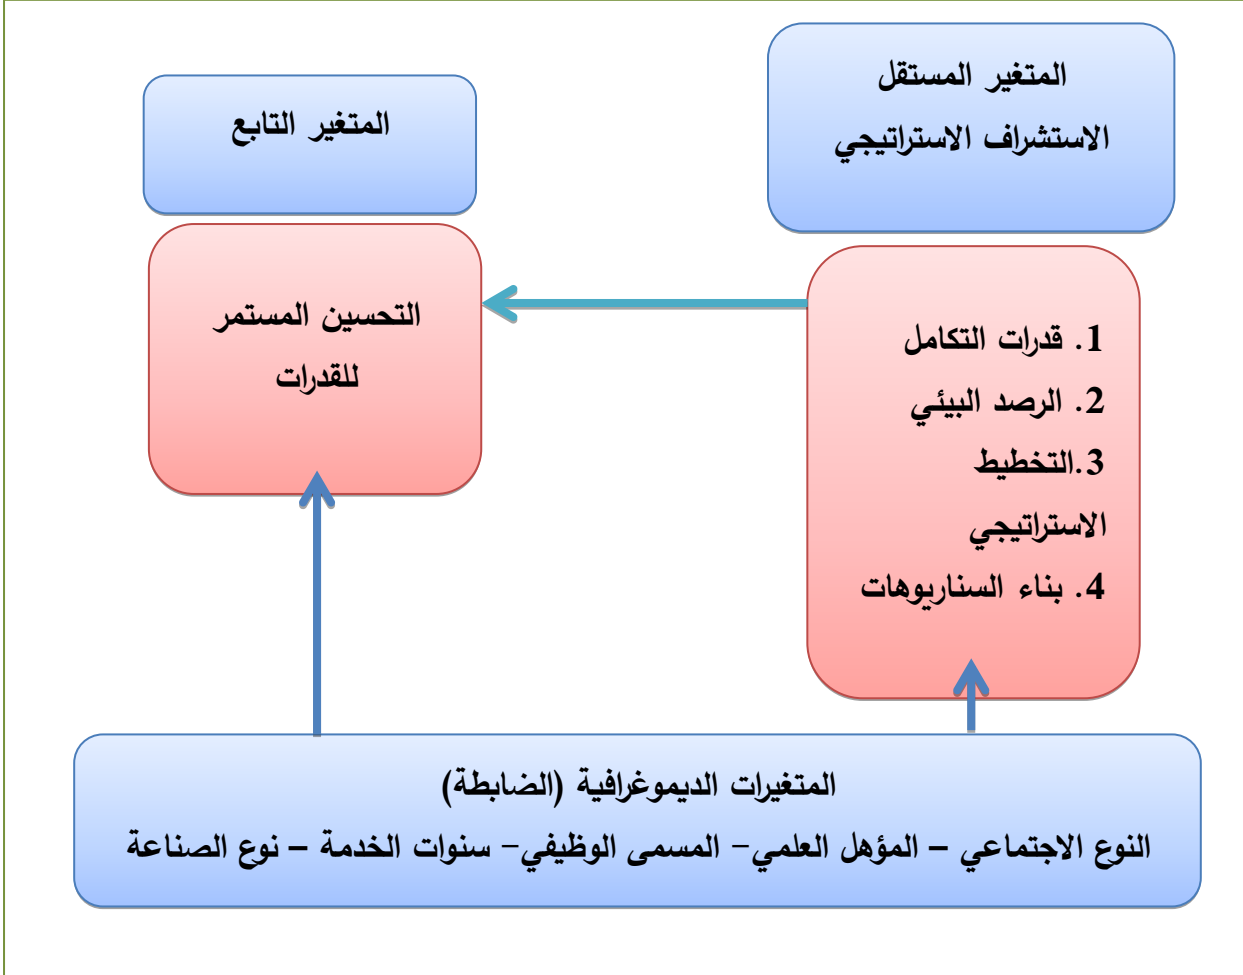 المتغير المستقل
الاستشراف الاستراتيجي
المتغير التابع
1. قدرات التكامل
2. الرصد البيئي
3.التخطيط
الاستراتيجي
4. بناء السناريوهات
التحسين المستمر
للقدرات
المتغيرات الديموغرافية (الضابطة)
النوع الاجتماعي – المؤهل العلمي– المسمى الوظيفي– سنوات الخدمة – نوع الصناعة